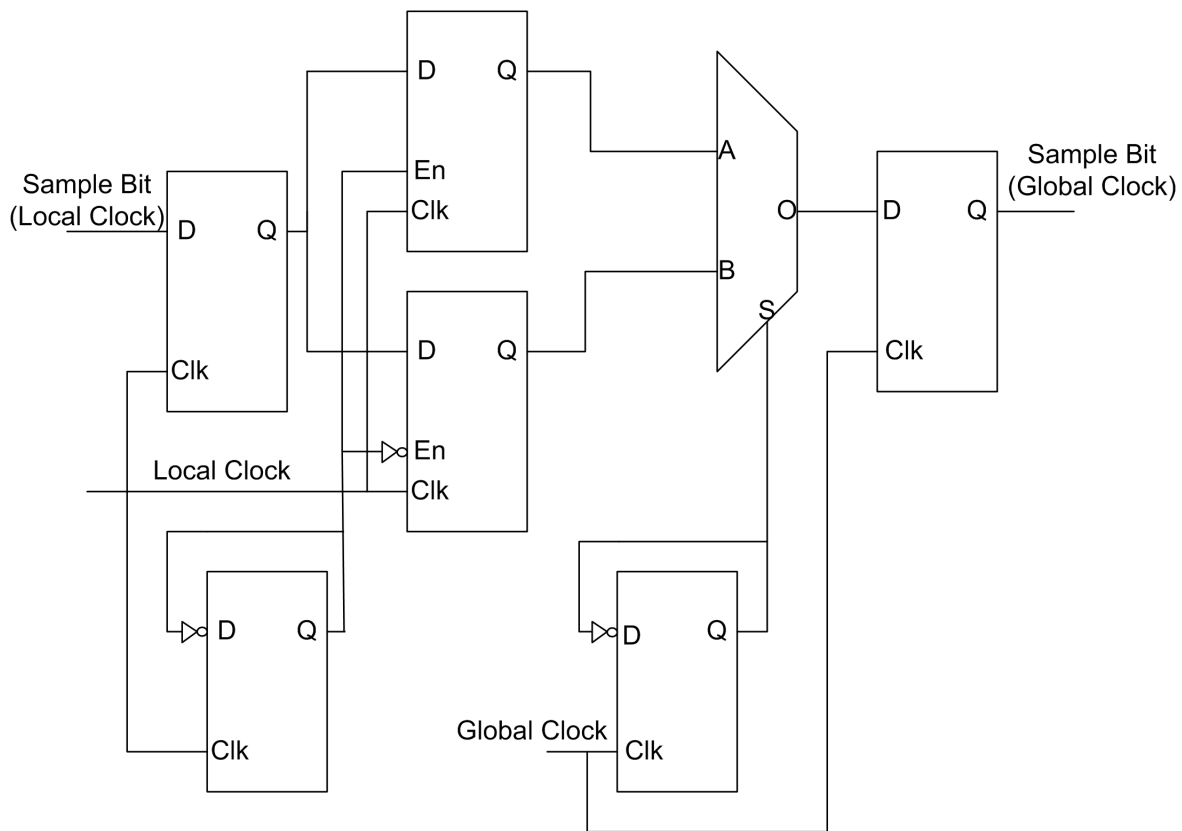 D Q
En
Clk
Sample Bit
(Local Clock)
D Q
Clk
D Q
En
Clk
Local Clock
D Q
Clk
A
B
O
S
D Q
Clk
Global Clock
D Q
Clk
Sample Bit
(Global Clock)